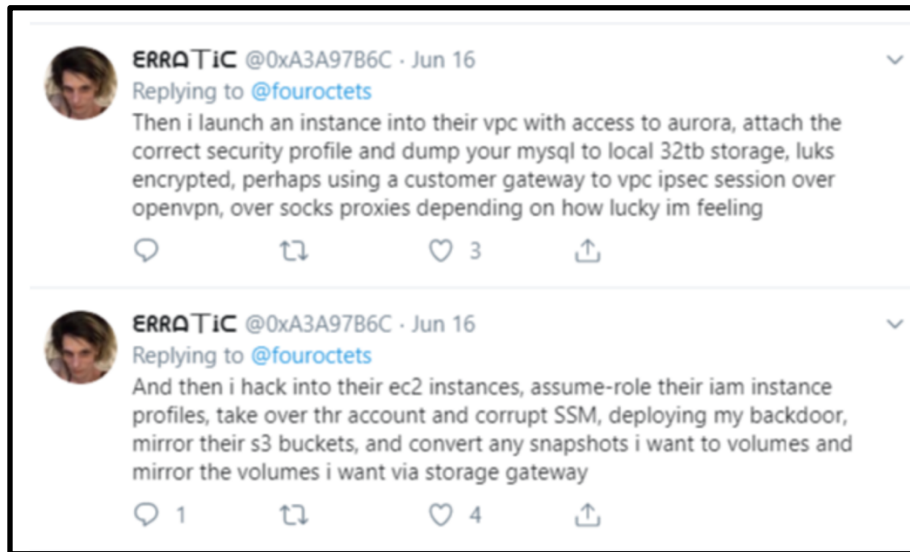 ERRATiC @0xA3A97B6C · Jun 16
Replying to @fouroctets
Then i launch an instance into their vpc with access to aurora, attach the
correct security profile and dump your mysql to local 32tb storage, luks
encrypted, perhaps using a customer gateway to vpc ipsec session over
openvpn, over socks proxies depending on how lucky im feeling
3
ERRATiC @0xA3A97B6C · Jun 16
Replying to @fouroctets
And then i hack into their ec2 instances, assume-role their iam instance
profiles, take over thr account and corrupt SSM, deploying my backdoor,
mirror their s3 buckets, and convert any snapshots i want to volumes and
mirror the volumes i want via storage gateway
1 4